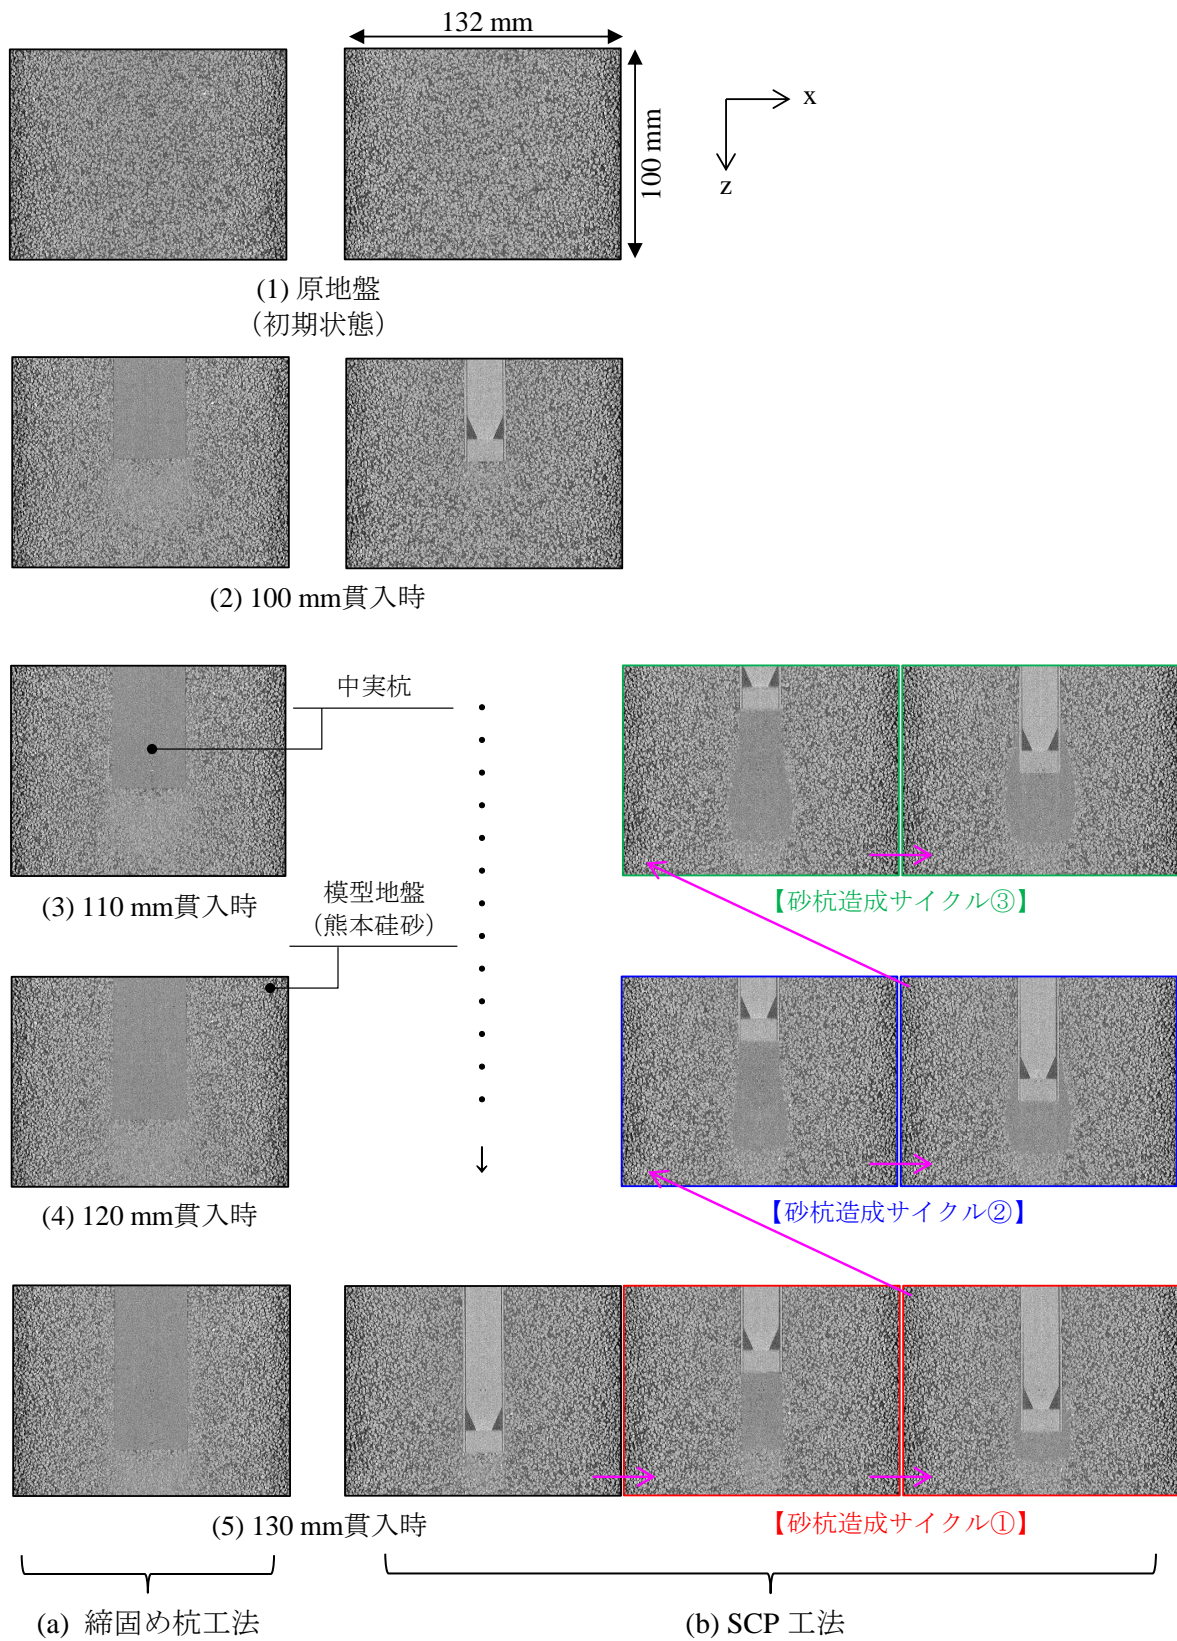 132 mm
100 mm
x
z
(1) 原地盤
（初期状態）
(2) 100 mm貫入時
中実杭
(3) 110 mm貫入時
模型地盤
（熊本硅砂）
【砂杭造成サイクル③】
(4) 120 mm貫入時
【砂杭造成サイクル②】
(5) 130 mm貫入時
【砂杭造成サイクル①】
(a) 締固め杭工法
(b) SCP 工法